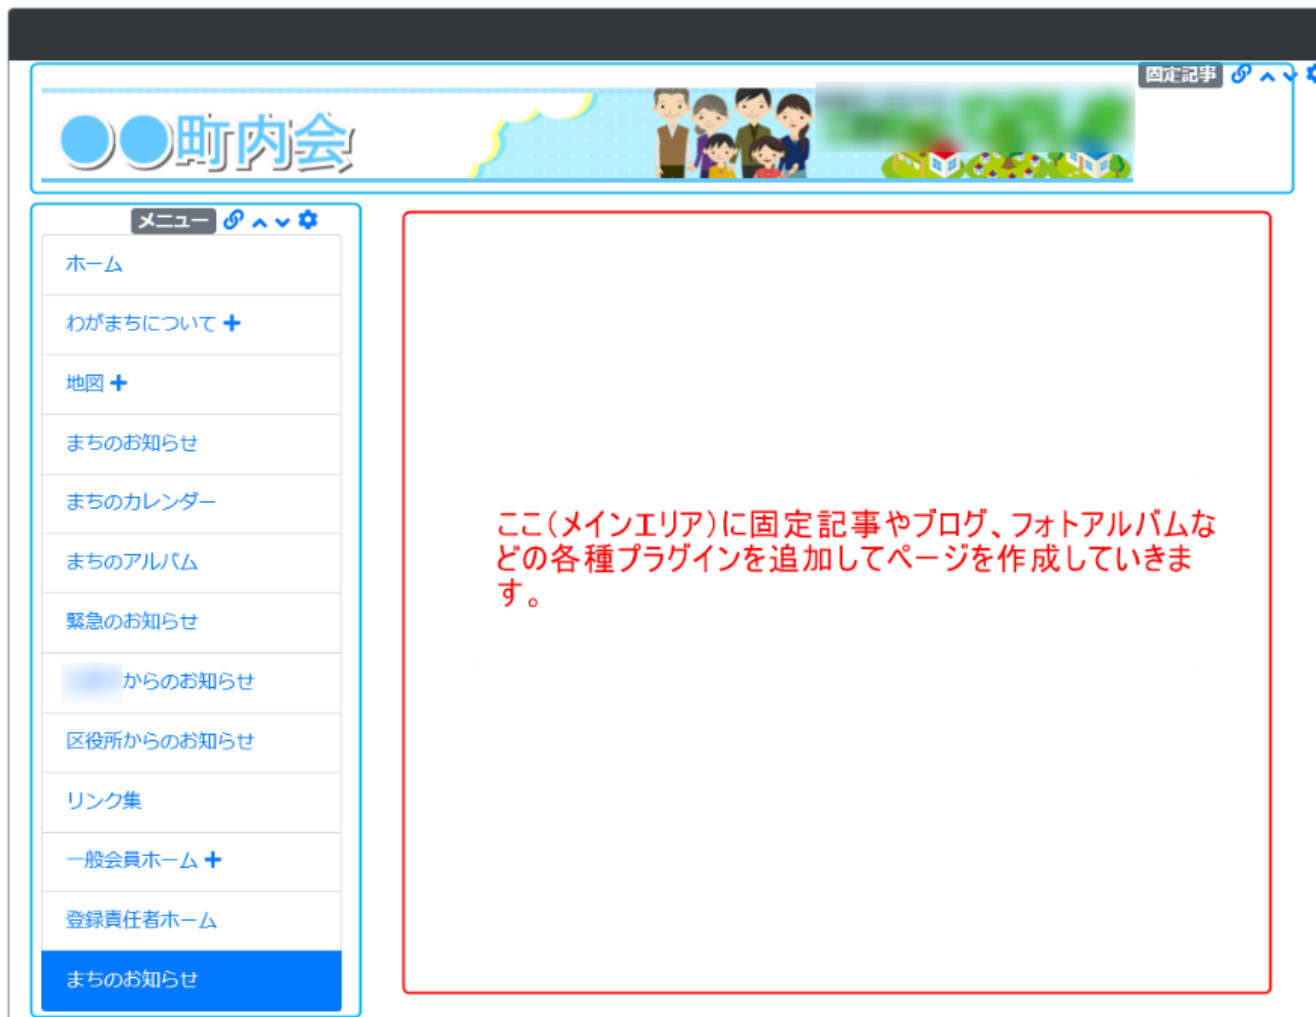 固定記事
●●町内会
メニュー
ホーム
わがまちについて
地図
まちのお知らせ
まちのカレンダー
まちのアルバム
緊急のお知らせ
からのお知らせ
区役所からのお知らせ
リンク集
一般会員ホーム
登録責任者ホーム
まちのお知らせ
ここ(メインエリア)に固定記事やブログ、フォトアルバムな
どの各種プラグインを追加してページを作成していきま
す。